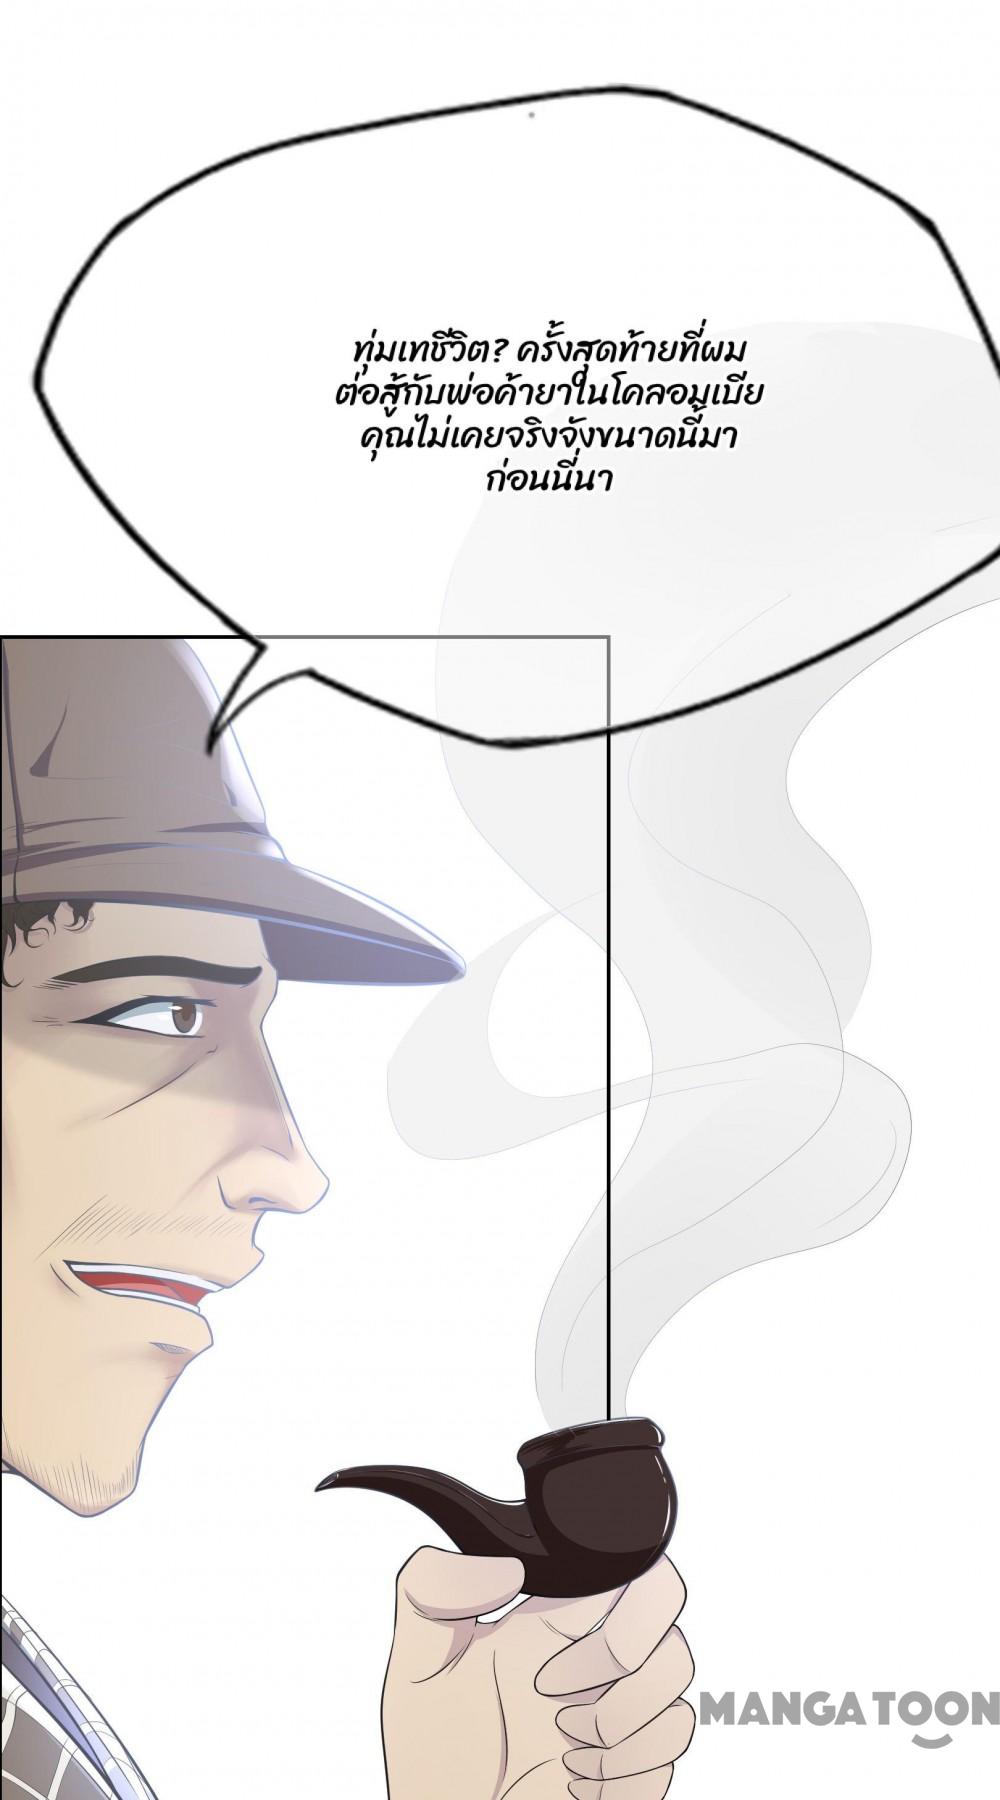 ทุ่มเทชีวิต? ครั้งสุดท้ายที่ผม
ต่อสู้กับพ่อค้ายาในโคลอมเบีย
คุณไม่เคยจริงจังขนาดนี้มา
ก่อนนี่นา
MANGA TOON